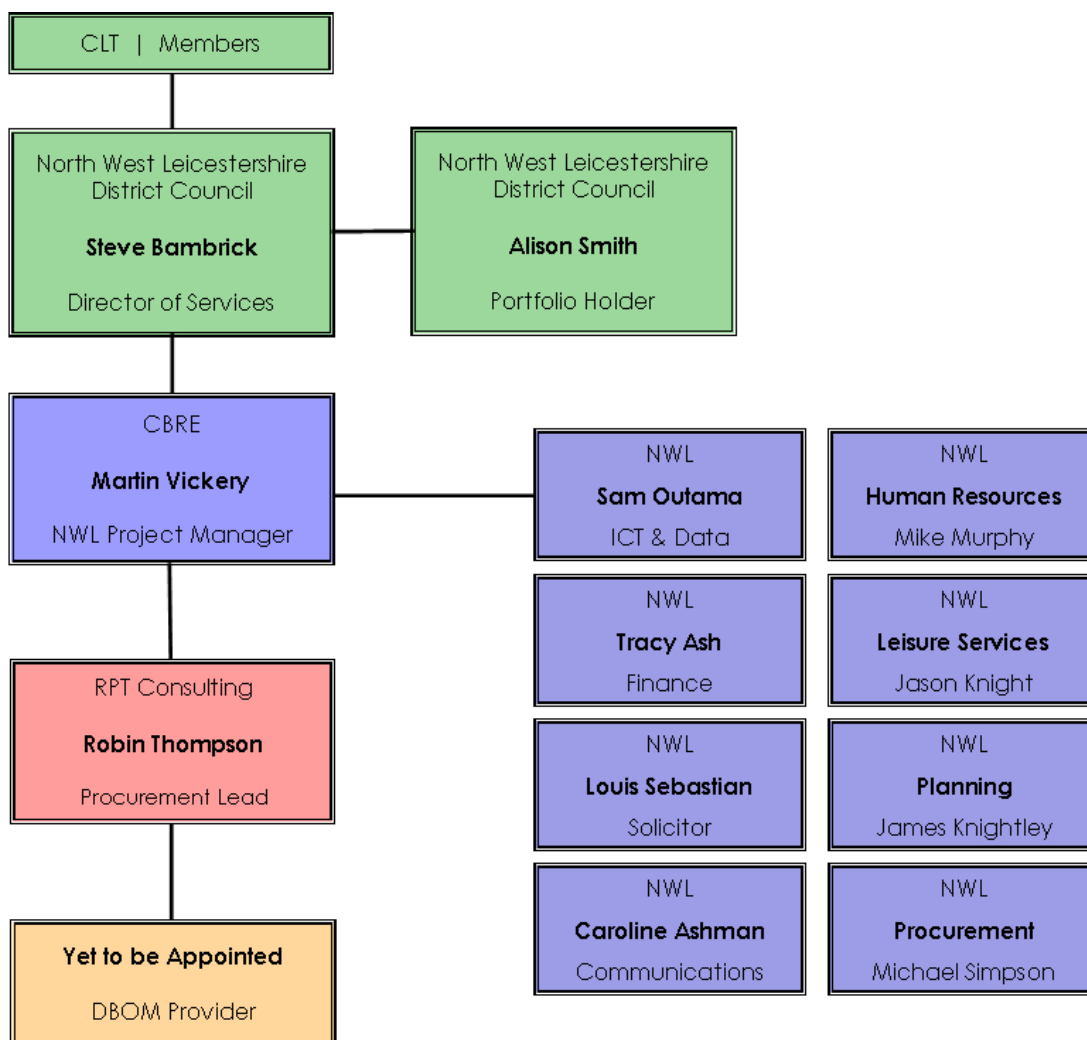 CLT | Members
North West Leicestershire
District Council
Steve Bambrick
Director of Services
North West Leicestershire
District Council
Alison Smith
Portfolio Holder
CBRE
Martin Vickery
NWL Project Manager
NWL
Sam Outama
ICT & Data
NWL
Human Resources
Mike Murphy
NWL
Tracy Ash
Finance
NWL
Leisure Services
Jason Knight
RPT Consulting
Robin Thompson
Procurement Lead
NWL
Louis Sebastian
Solicitor
NWL
Planning
James Knightley
NWL
Caroline Ashman
Communications
NWL
Procurement
Michael Simpson
Yet to be Appointed
DBOM Provider